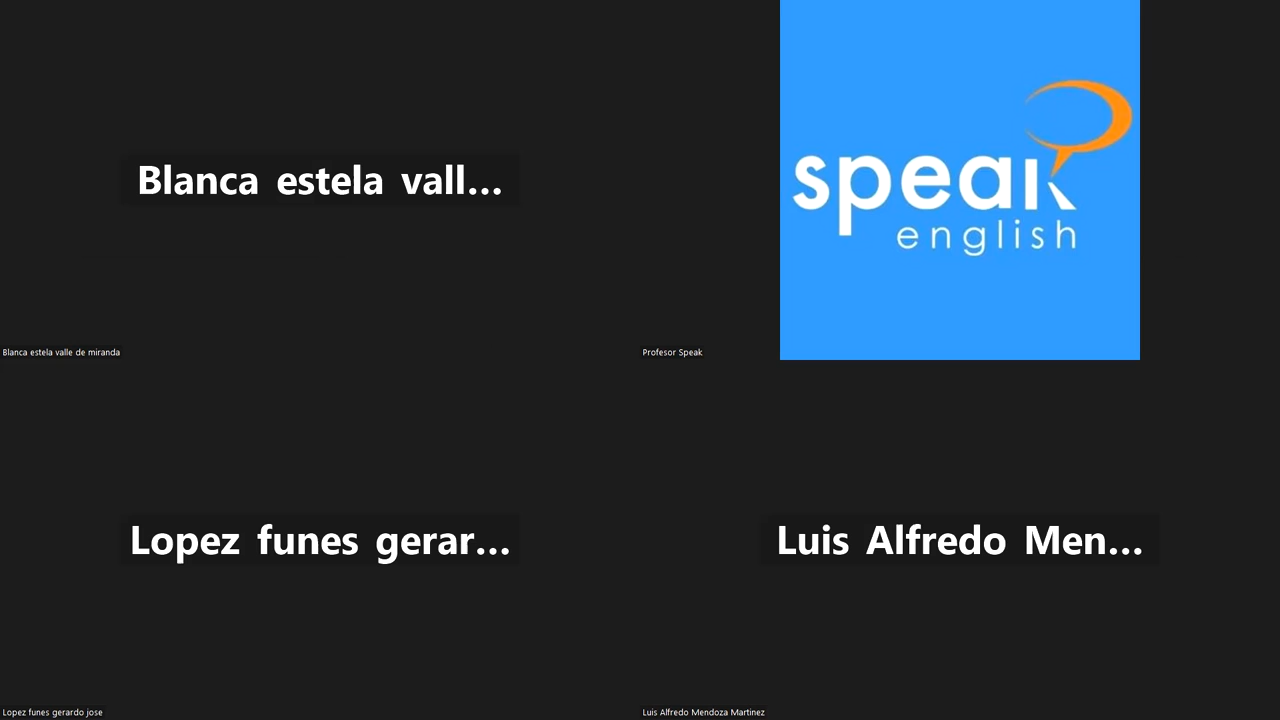 Blanca estela vall...
Blanca estela valle de miranda
speak
english
Profesor Speak
Lopez funes gerar...
Lopez funes gerardo jose
Luis Alfredo Men...
Luis Alfredo Mendoza Martinez